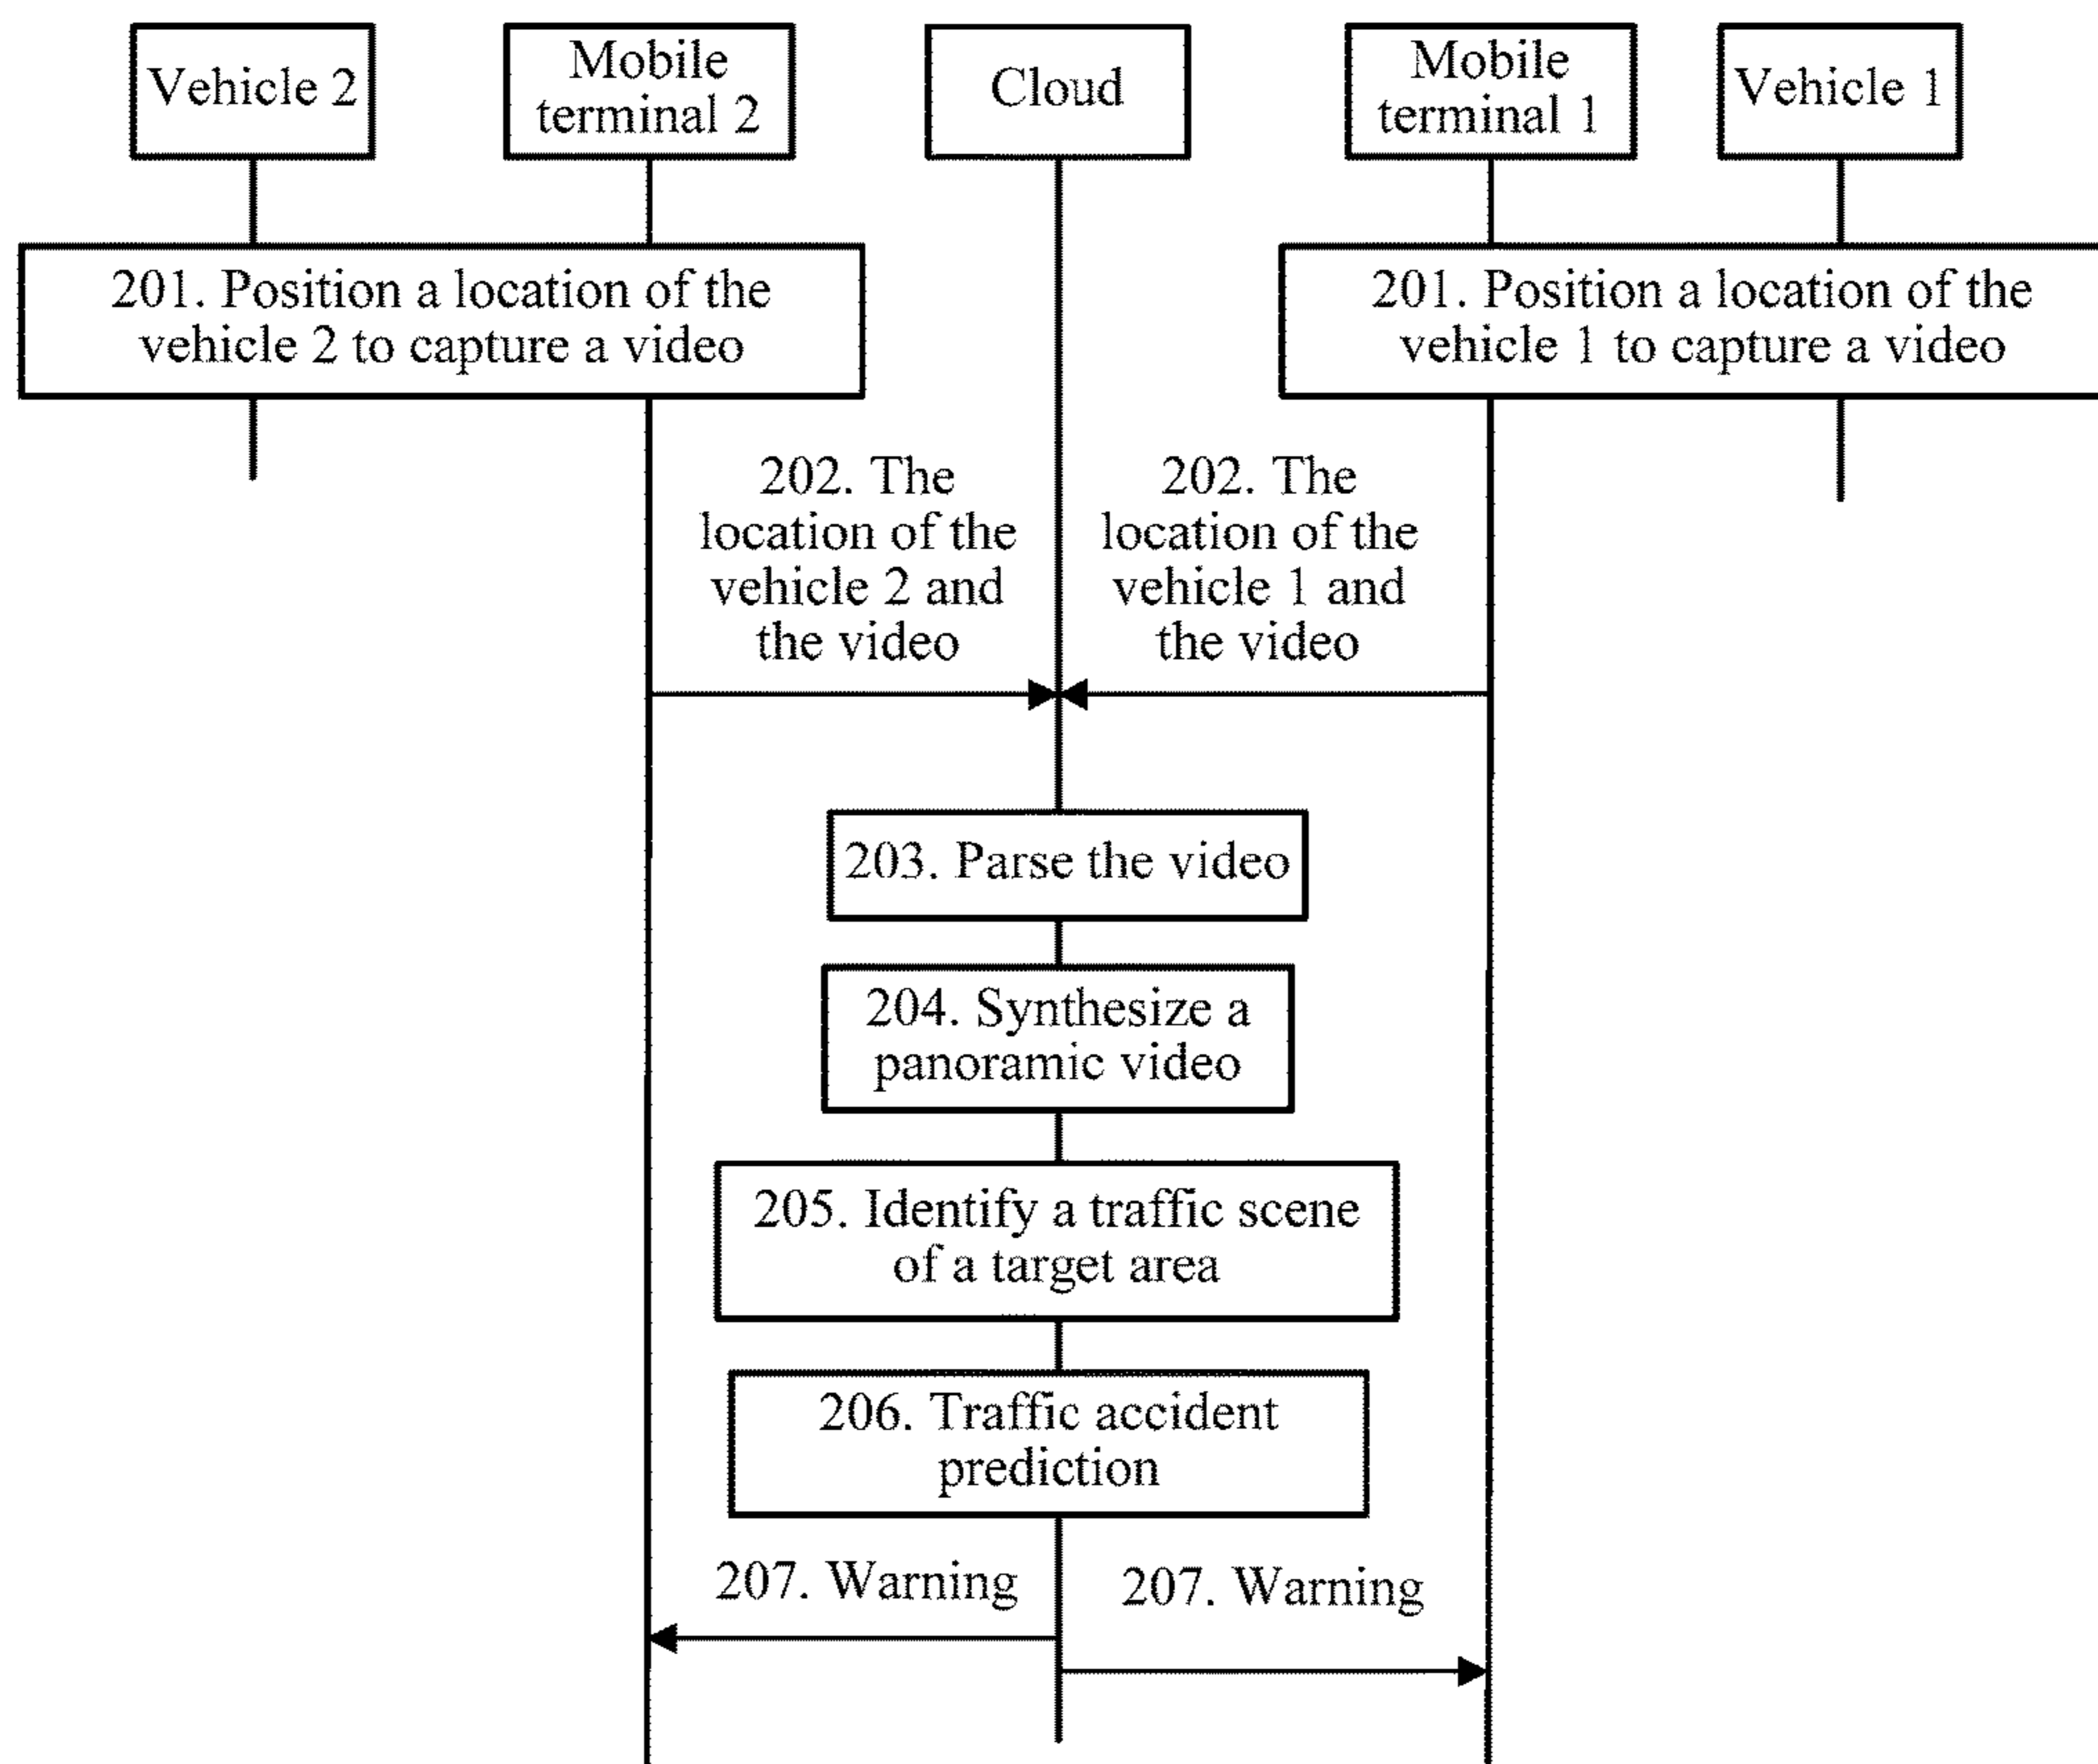 Vehicle 2
Mobile
terminal 2
Cloud
Mobile
terminal 1
Vehicle 1
201. Position a location of the
vehicle 2 to capture a video
201. Position a location of the
vehicle 1 to capture a video
202. The
location of the
vehicle 2 and
the video
202. The
location of the
vehicle 1 and
the video
203. Parse the video
204. Synthesize a
panoramic video
205. Identify a traffic scene
of a target area
206. Traffic accident
prediction
207. Warning
207. Warning